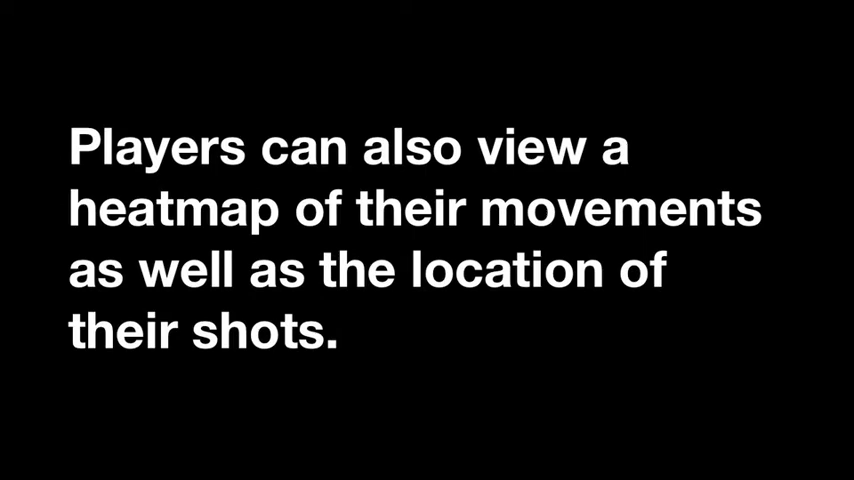 Players can also view a
heatmap of their movements
as well as the location of
their shots.